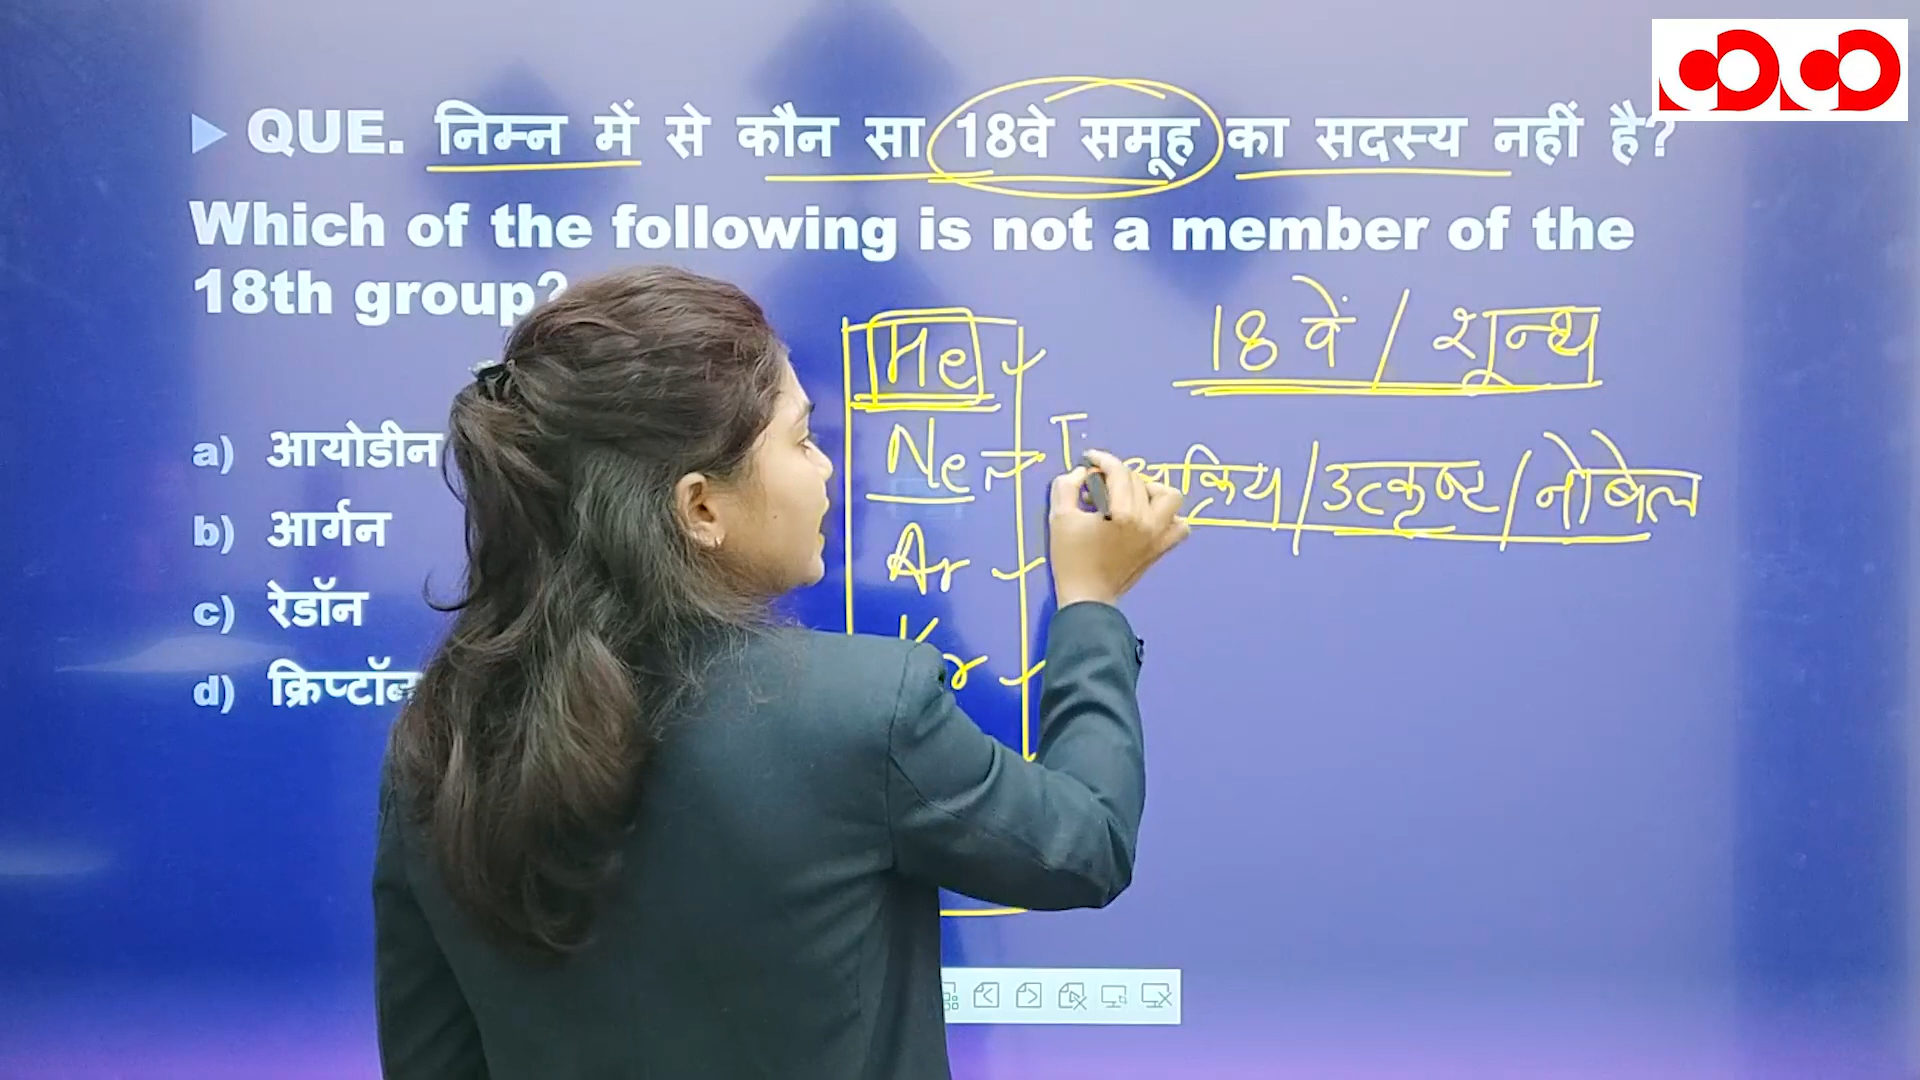 QUE. निम्न में से कौन सा 18वे समूह का सदस्य नहीं है?
Which of the following is not a member of the
18th group?
a) आयोडीन
b) आर्गन
c) रेडॉन
d) क्रिप्टॉन
He
Ne
Ar
Kr
18 वें / शून्य
अक्रिय / उत्कृष्ट / नोबेल